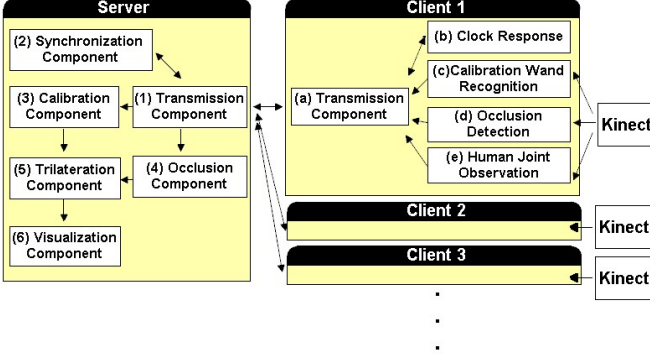 Server
(2) Synchronization
Component
(3) Calibration
Component
(1) Transmission
Component
(5) Trilateration
Component
(4) Occlusion
Component
(6) Visualization
Component
Client 1
(b) Clock Response
(c)Calibration Wand
Recognition
(a) Transmission
Component
(d) Occlusion
Detection
(e) Human Joint
Observation
Kinect
Client 2
Kinect
Client 3
Kinect